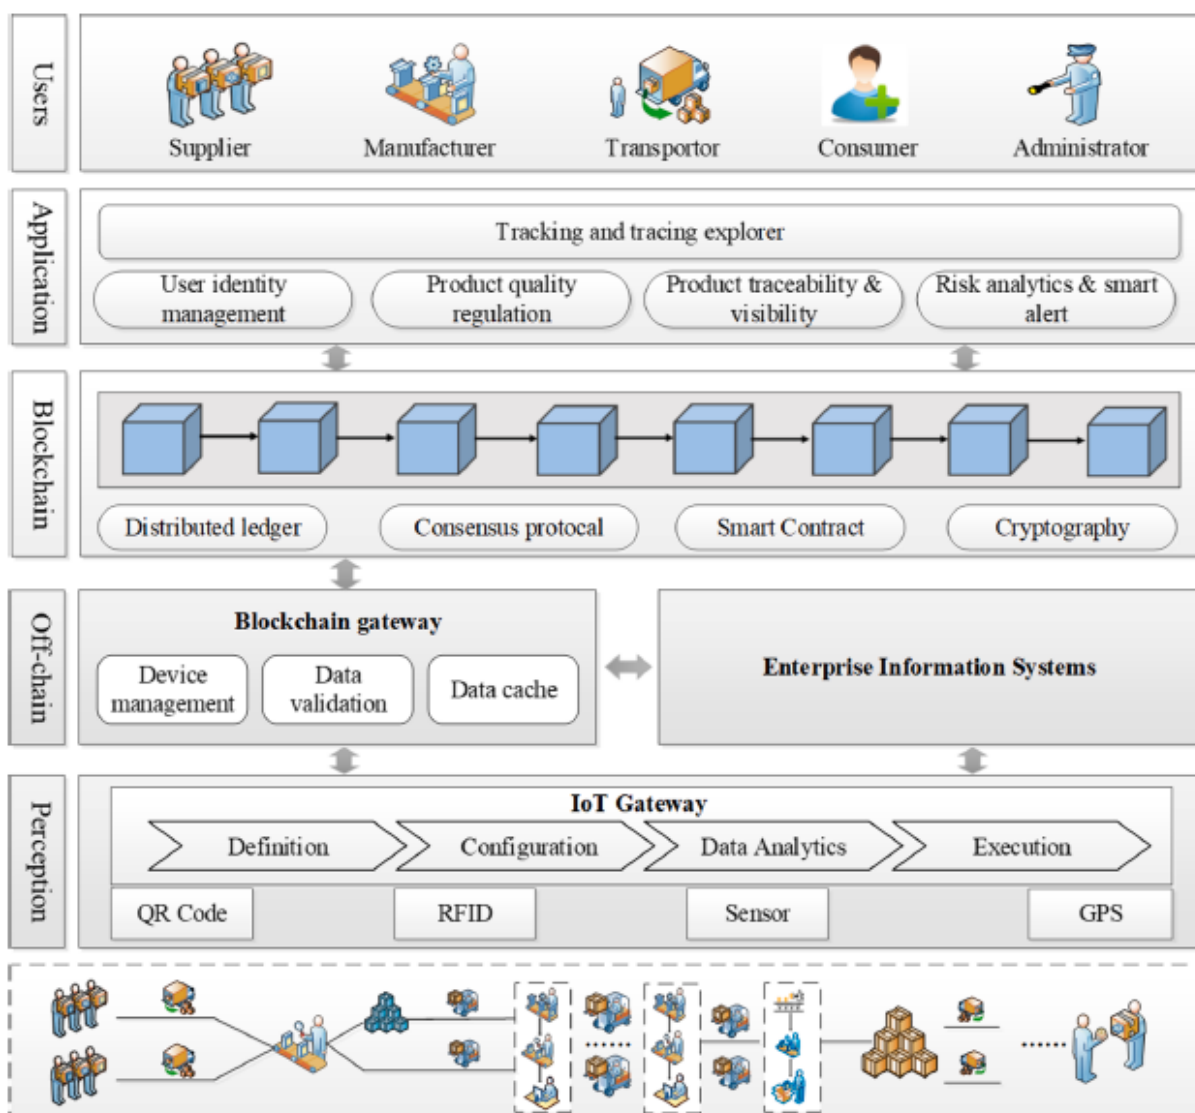 Users
Supplier
Manufacturer
Transportor
Consumer
Administrator
Application
Tracking and tracing explorer
User identity
management
Product quality
regulation
Product traceability &
visibility
Risk analytics & smart
alert
Blockchain
Distributed ledger
Consensus protocal
Smart Contract
Cryptography
Off-chain
Blockchain gateway
Device
management
Data
validation
Data cache
Enterprise Information Systems
Perception
IoT Gateway
Definition
Configuration
Data Analytics
Execution
QR Code
RFID
Sensor
GPS